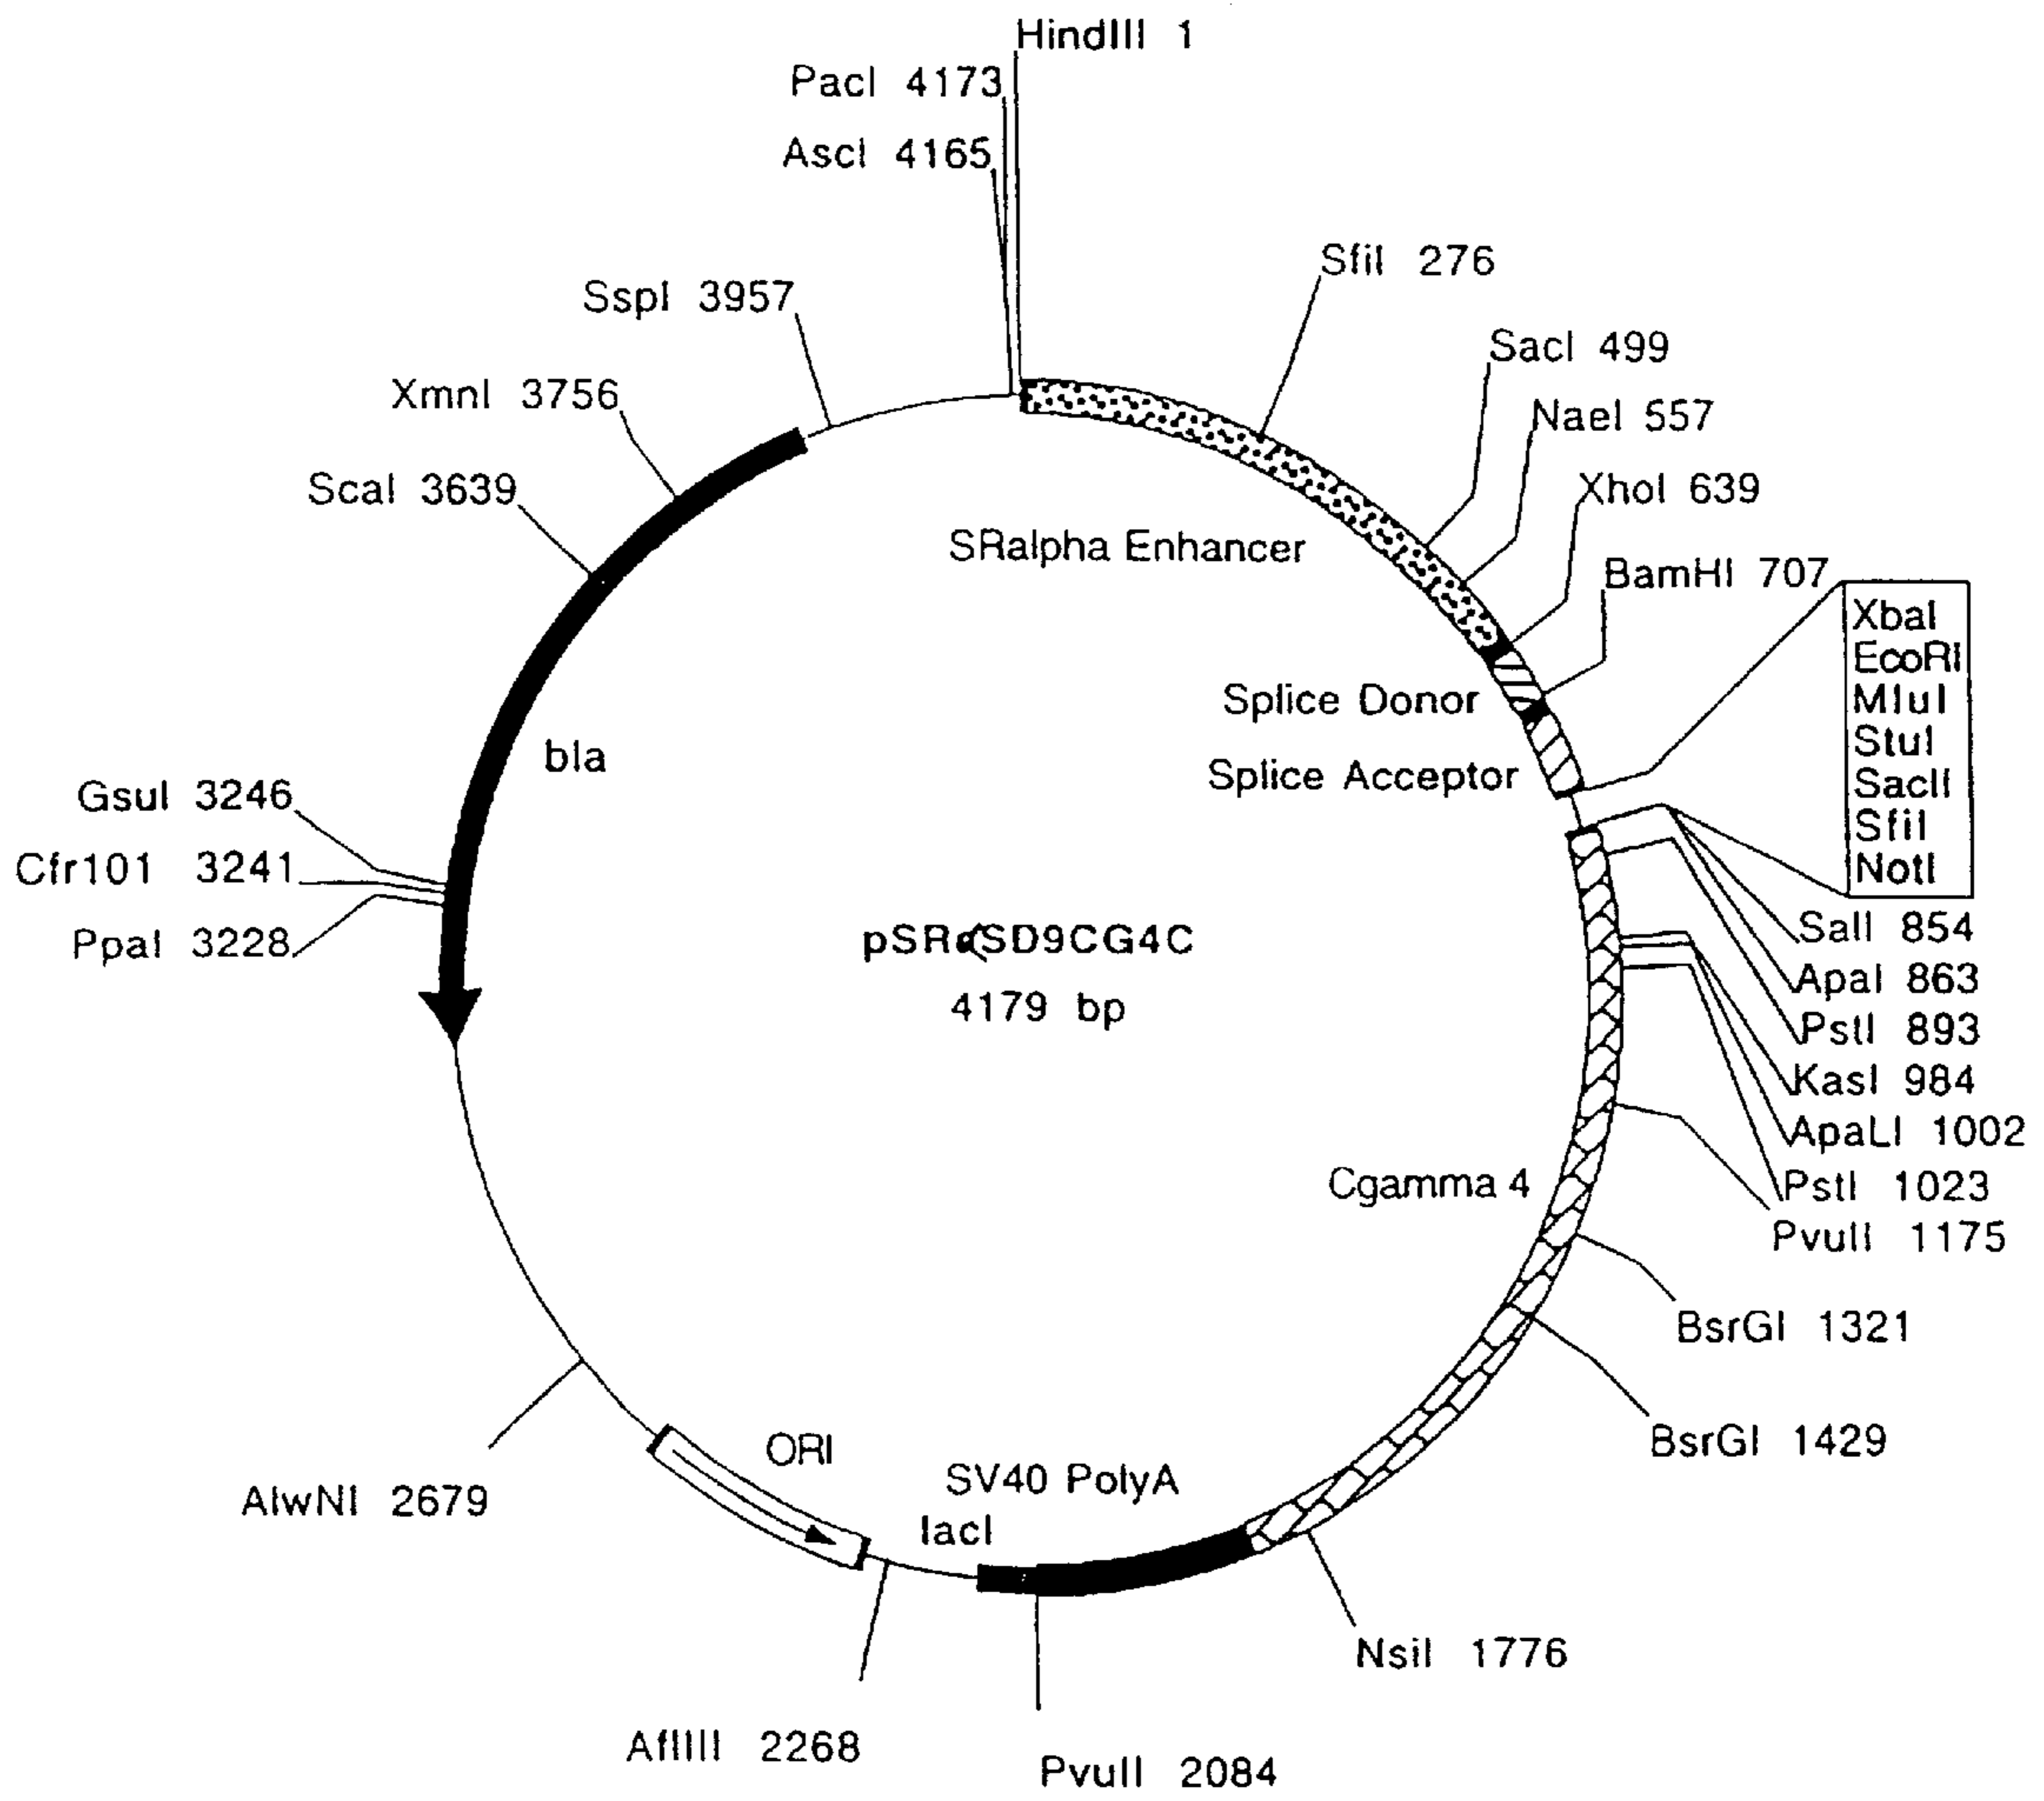 HindIII 1
PacI 4173
AscI 4165
SfiI 276
SspI 3957
SacI 499
XmnI 3756
NaeI 557
ScaI 3639
XhoI 639
SRalpha Enhancer
BamHI 707
XbaI
EcoRI
MluI
StuI
SacII
SfiI
NotI
Splice Donor
Splice Acceptor
bla
GsuI 3246
Cfr101 3241
PpaI 3228
pSRαSD9CG4C
4179 bp
SalI 854
ApaI 863
PstI 893
KasI 984
ApaLI 1002
PstI 1023
PvuII 1175
Cgamma 4
BsrGI 1321
BsrGI 1429
ORI
SV40 PolyA
lacI
AlwNI 2679
NsiI 1776
AflIII 2268
PvuII 2084